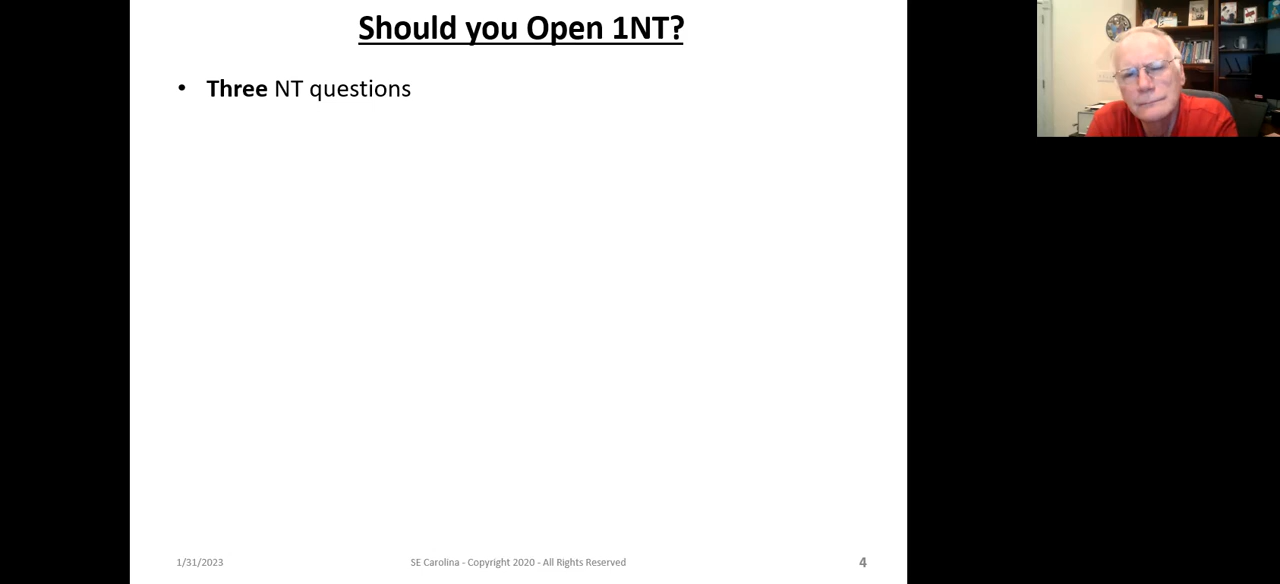 Should you Open 1NT?
• Three NT questions
1/31/2023
SE Carolina - Copyright 2020 - All Rights Reserved
4